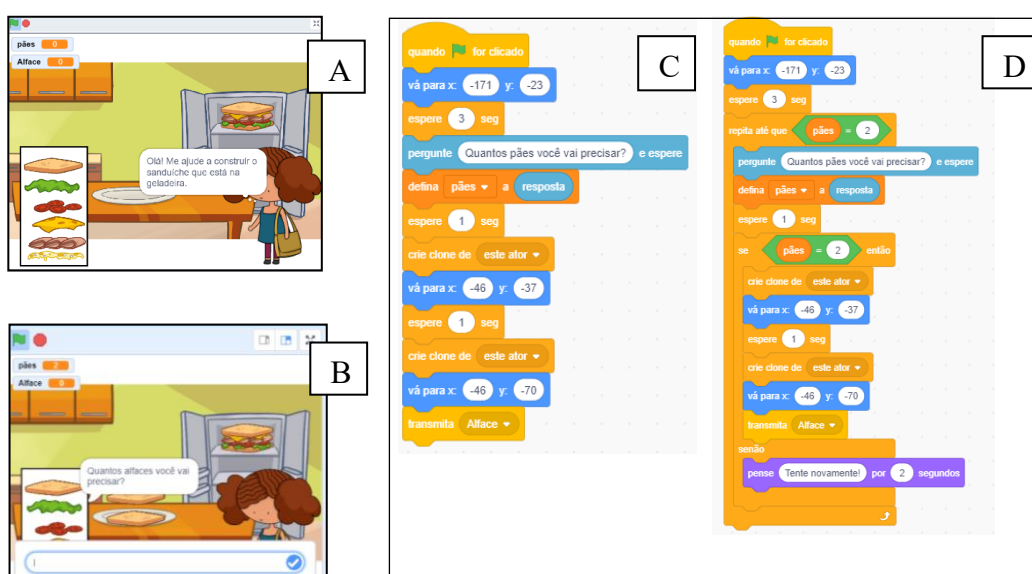 pães 0
Alface 0
A
Olá! Me ajude a construir o
sanduíche que está na
geladeira.
B
pães 2
Alface 0
Quantos alfaces você vai
precisar?
C
quando for clicado
vá para x: -171 y: -23
espere 3 seg
pergunte Quantos pães você vai precisar? e espere
defina pães a resposta
espere 1 seg
crie clone de este ator
vá para x: -46 y: -37
espere 1 seg
crie clone de este ator
vá para x: -46 y: -70
transmita Alface
D
quando for clicado
vá para x: -171 y: -23
espere 3 seg
repita até que pães = 2
pergunte Quantos pães você vai precisar? e espere
defina pães a resposta
espere 1 seg
se pães = 2 então
crie clone de este ator
vá para x: -46 y: -37
espere 1 seg
crie clone de este ator
vá para x: -46 y: -70
transmita Alface
senão
pense Tente novamente! por 2 segundos